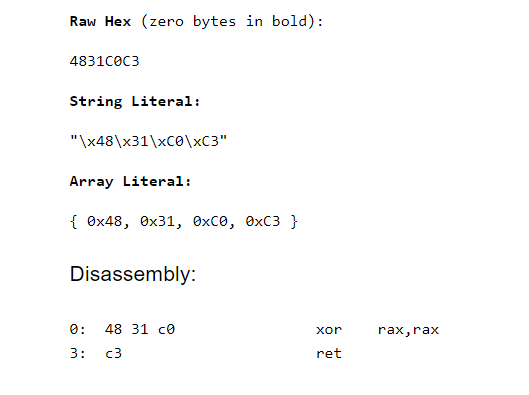 Raw Hex (zero bytes in bold):
4831C0C3
String Literal:
"\x48\x31\xC0\xC3"
Array Literal:
{ 0x48, 0x31, 0xC0, 0xC3 }
Disassembly:
0:  48 31 c0                xor    rax,rax
3:  c3                      ret